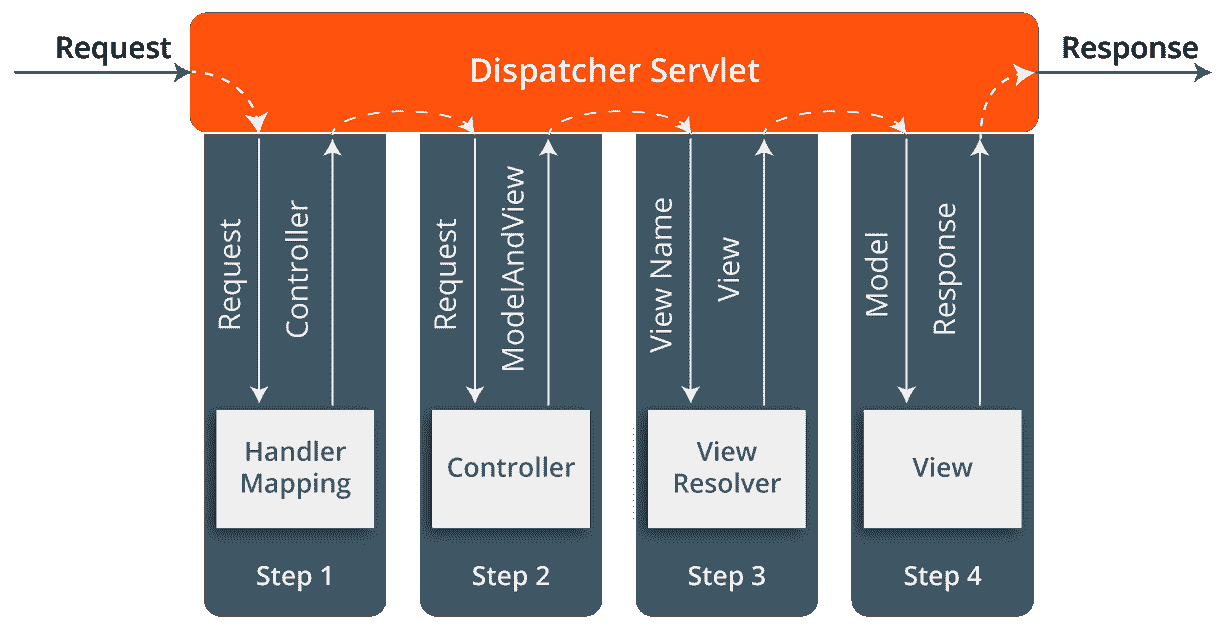 Request
Dispatcher Servlet
Response
Request
Controller
Handler
Mapping
Step 1
Request
ModelAndView
Controller
Step 2
View Name
View
View
Resolver
Step 3
Model
Response
View
Step 4